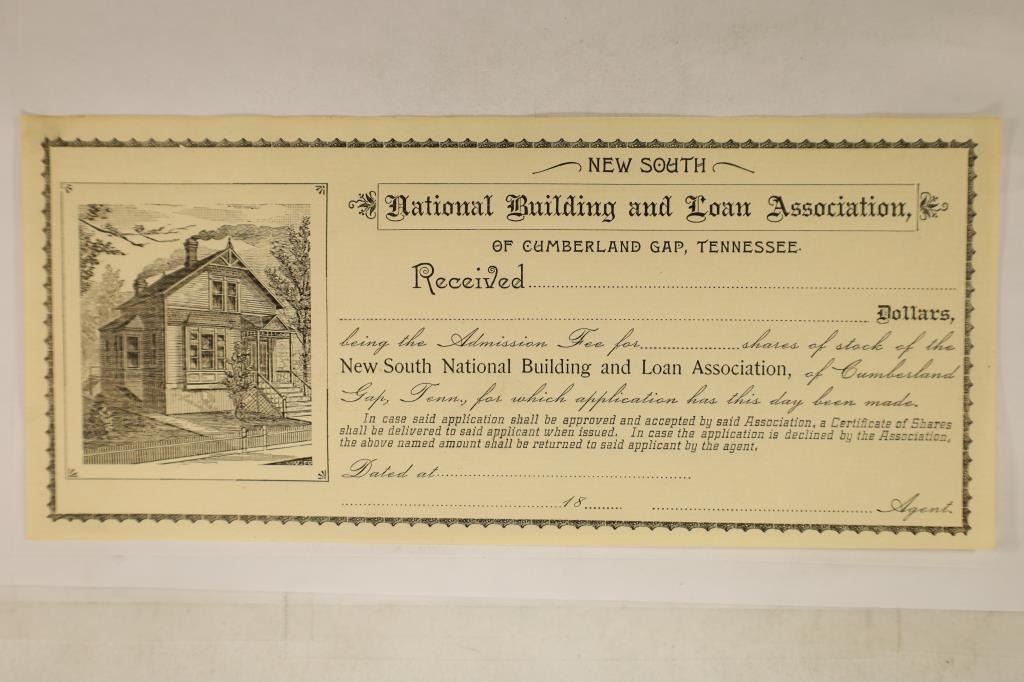 NEW SOUTH
National Building and Loan Association,
OF CUMBERLAND GAP, TENNESSEE.
Received
Dollars,
being the Admission Fee for shares of stock of the
New South National Building and Loan Association, of Cumberland
Gap, Tenn., for which application has this day been made.
In case said application shall be approved and accepted by said Association, a Certificate of Shares
shall be delivered to said applicant when issued. In case the application is declined by the Association,
the above named amount shall be returned to said applicant by the agent.
Dated at
18 Agent.